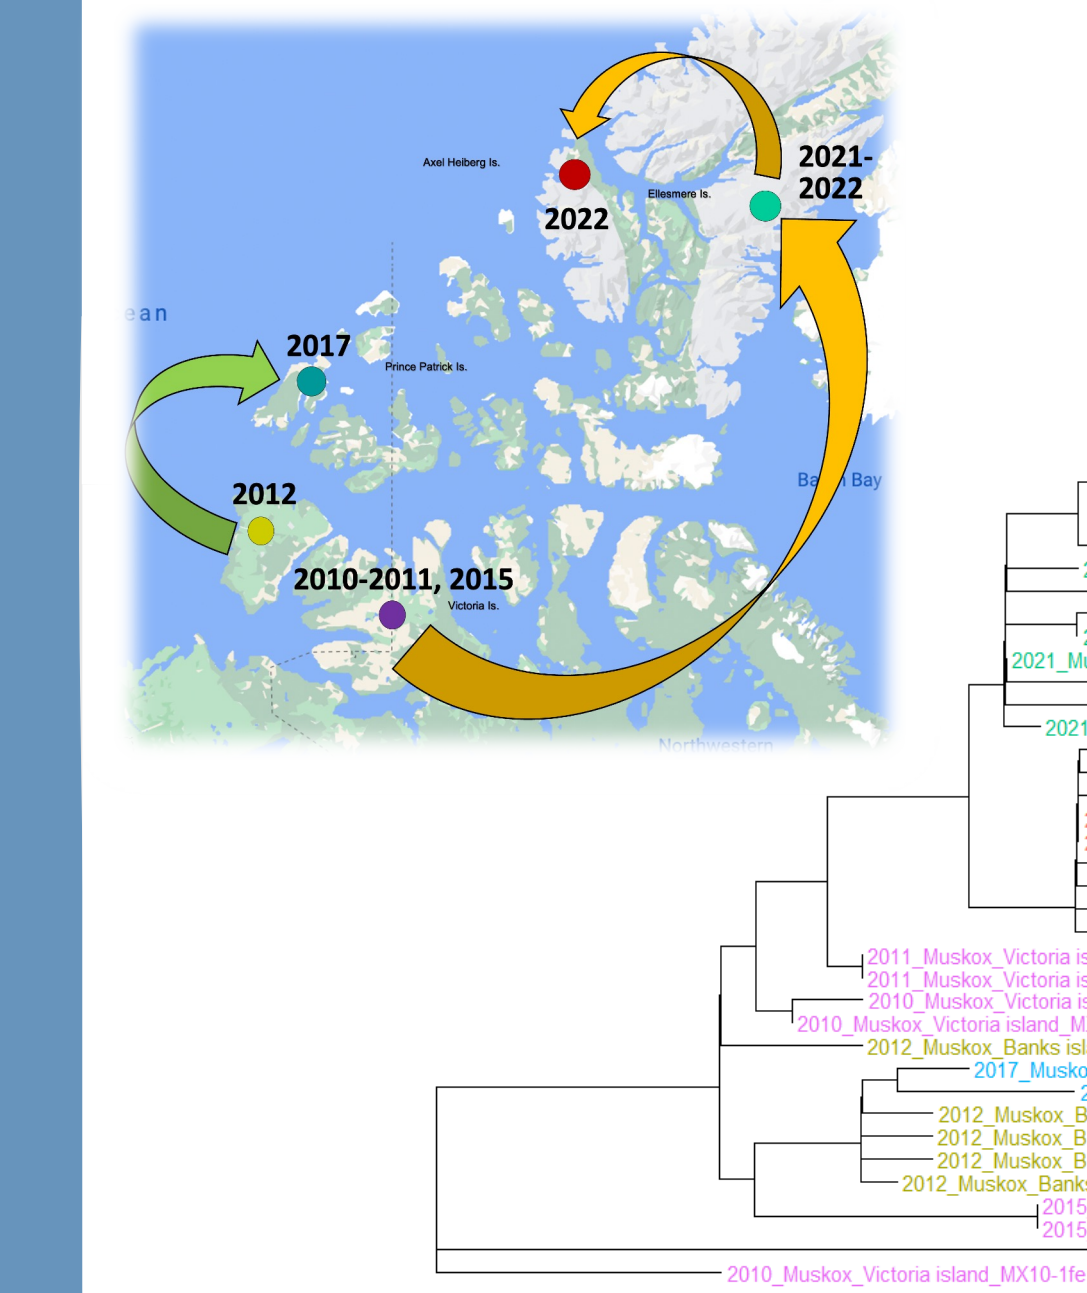 Axel Heiberg Is.
2021-
2022
Ellesmere Is.
2022
ean
2017
Prince Patrick Is.
2012
Bay
2010-2011, 2015
Victoria Is.
Northwestern
2021_Mu
2021
2011_Muskox_Victoria is
2011_Muskox_Victoria is
2010_Muskox_Victoria is
2010_Muskox_Victoria island_M
2012_Muskox_Banks isl
2017_Musko
2
2012_Muskox_B
2012_Muskox_B
2012_Muskox_B
2012_Muskox_Banks
2015
2015
2010_Muskox_Victoria island_MX10-1fe